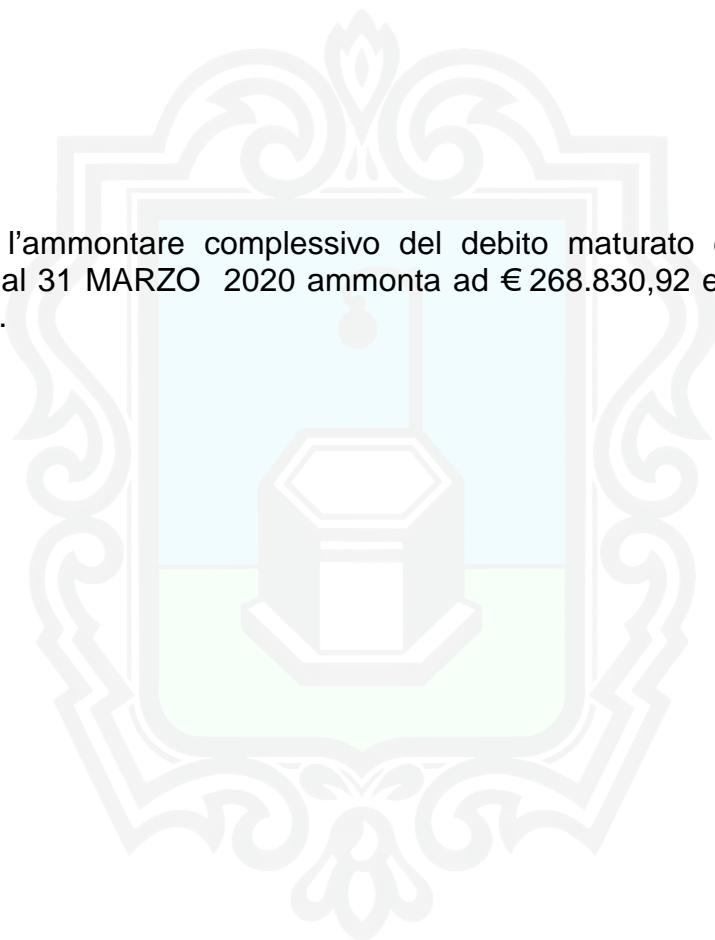 l’ammontare complessivo del debito maturato
al 31 MARZO 2020 ammonta ad € 268.830,92 e
.